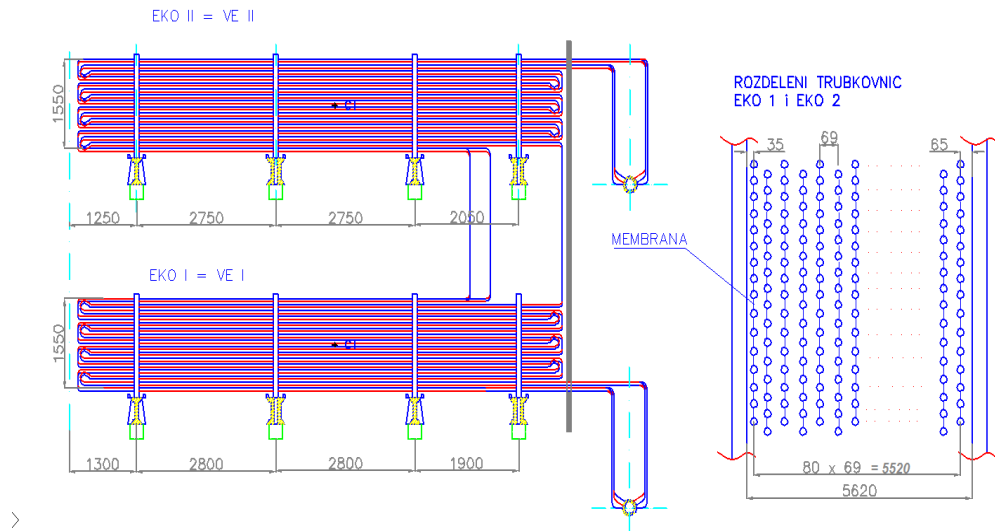 EKO II = VE II
1550
CI
1250
2750
2750
2050
EKO I = VE I
1550
CI
1300
2800
2800
1900
ROZDELENI TRUBKOVNIC
EKO 1 i EKO 2
35
69
65
MEMBRANA
80 x 69 = 5520
5620